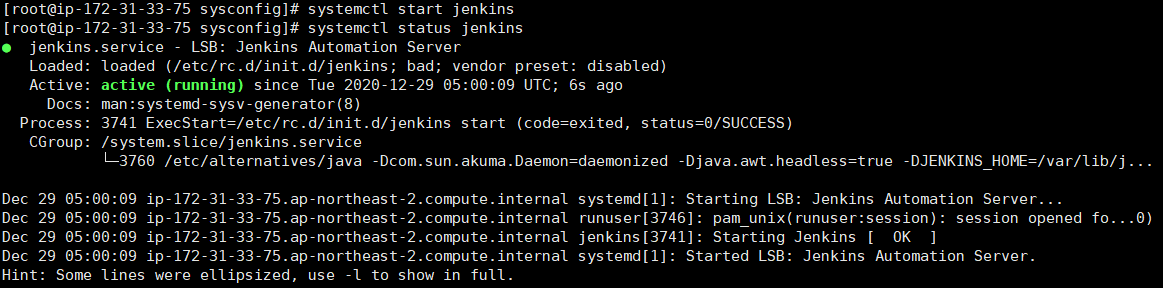 [root@ip-172-31-33-75 sysconfig]# systemctl start jenkins
[root@ip-172-31-33-75 sysconfig]# systemctl status jenkins
● jenkins.service - LSB: Jenkins Automation Server
   Loaded: loaded (/etc/rc.d/init.d/jenkins; bad; vendor preset: disabled)
   Active: active (running) since Tue 2020-12-29 05:00:09 UTC; 6s ago
     Docs: man:systemd-sysv-generator(8)
  Process: 3741 ExecStart=/etc/rc.d/init.d/jenkins start (code=exited, status=0/SUCCESS)
   CGroup: /system.slice/jenkins.service
           └─3760 /etc/alternatives/java -Dcom.sun.akuma.Daemon=daemonized -Djava.awt.headless=true -DJENKINS_HOME=/var/lib/j...

Dec 29 05:00:09 ip-172-31-33-75.ap-northeast-2.compute.internal systemd[1]: Starting LSB: Jenkins Automation Server...
Dec 29 05:00:09 ip-172-31-33-75.ap-northeast-2.compute.internal runuser[3746]: pam_unix(runuser:session): session opened fo...0)
Dec 29 05:00:09 ip-172-31-33-75.ap-northeast-2.compute.internal jenkins[3741]: Starting Jenkins [  OK  ]
Dec 29 05:00:09 ip-172-31-33-75.ap-northeast-2.compute.internal systemd[1]: Started LSB: Jenkins Automation Server.
Hint: Some lines were ellipsized, use -l to show in full.